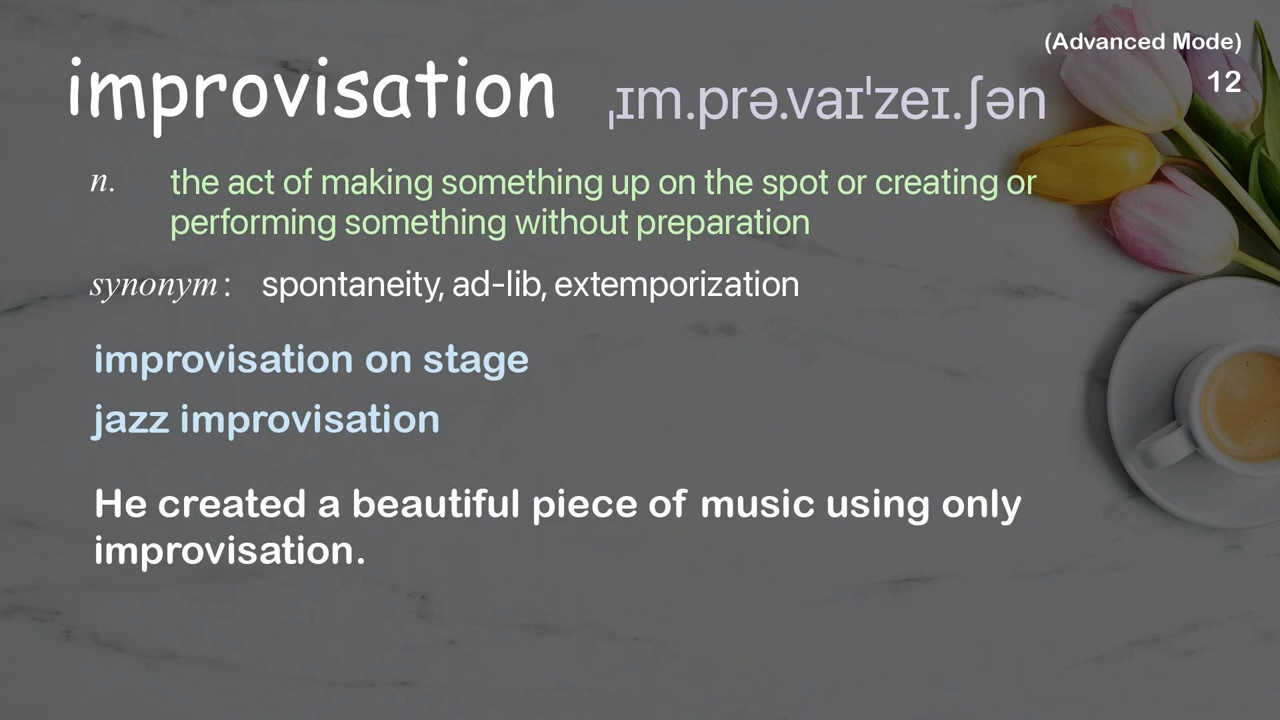 (Advanced Mode)
improvisation ˌɪm.prə.vaɪˈzeɪ.ʃən
12
n. the act of making something up on the spot or creating or
performing something without preparation
synonym : spontaneity, ad-lib, extemporization
improvisation on stage
jazz improvisation
He created a beautiful piece of music using only
improvisation.